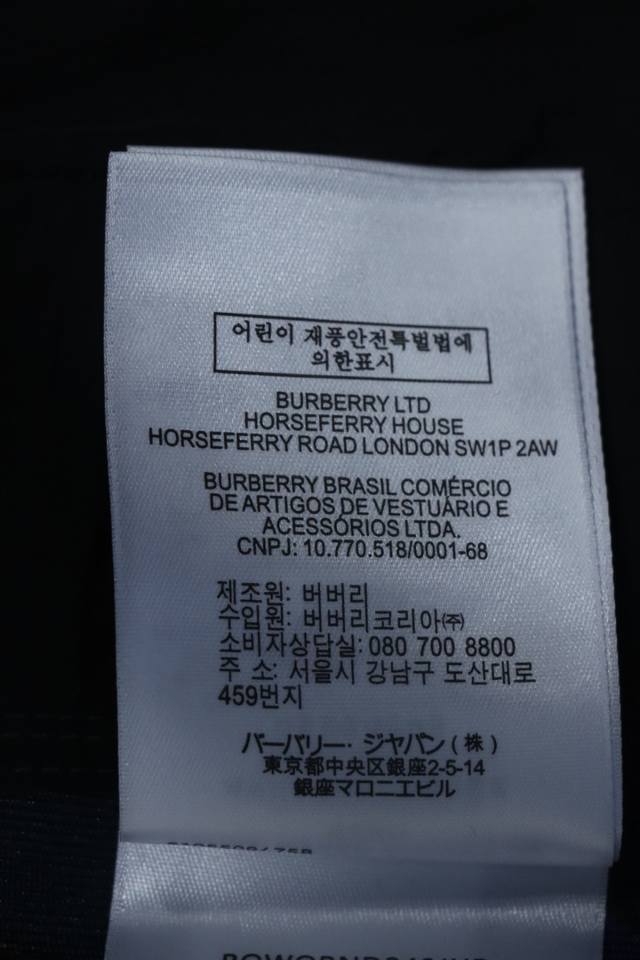 어린이 재품안전특벌법에
의한표시
BURBERRY LTD
HORSEFERRY HOUSE
HORSEFERRY ROAD LONDON SW1P 2AW
BURBERRY BRASIL COMÉRCIO
DE ARTIGOS DE VESTUÁRIO E
ACESSÓRIOS LTDA.
CNPJ: 10.770.518/0001-68
제조원: 버버리
수입원: 버버리코리아㈜
소비자상답실: 080 700 8800
주 소: 서울시 강남구 도산대로
459번지
バーバリー・ジャパン(株)
東京都中央区銀座2-5-14
銀座マロニエビル